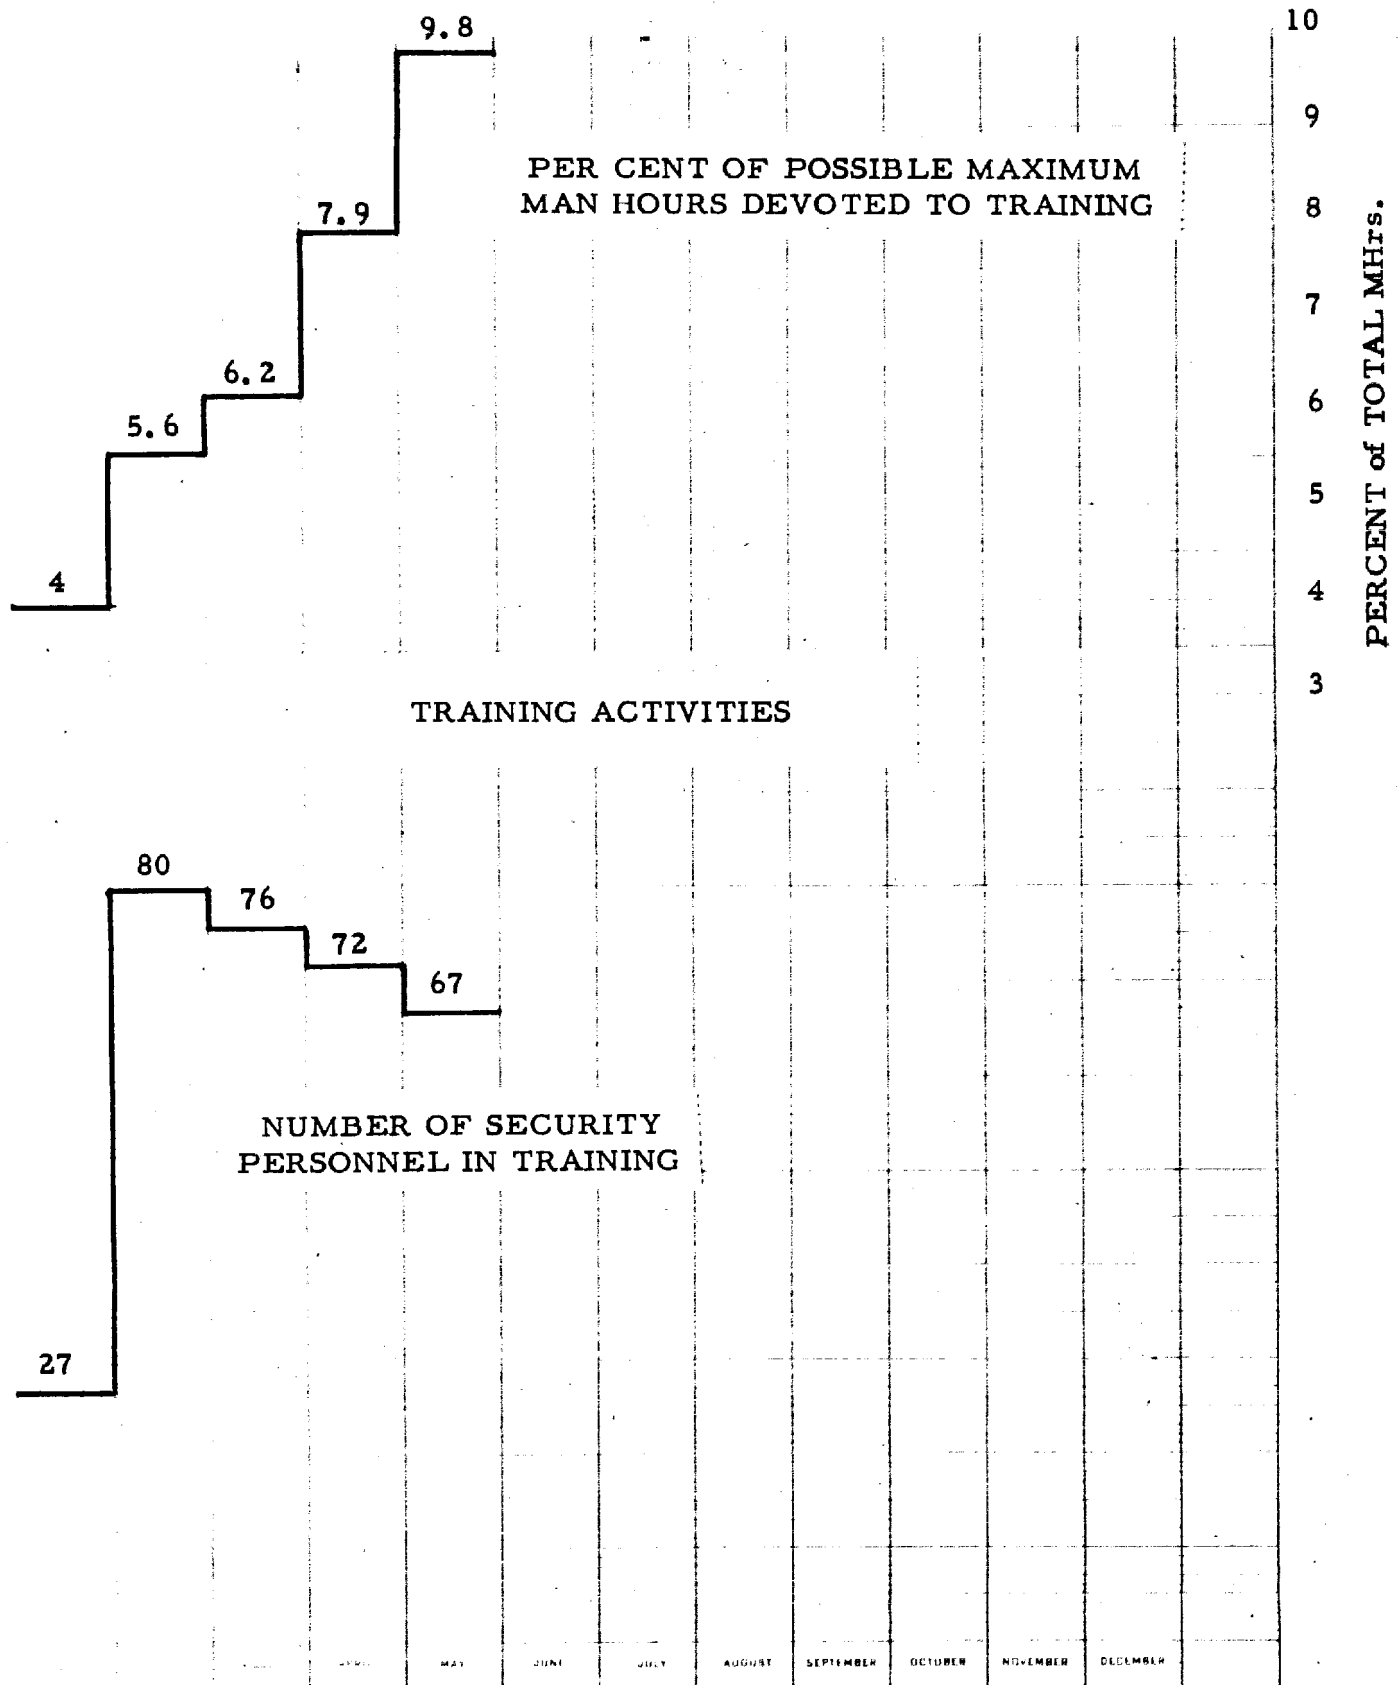 10
9.8
9
PER CENT OF POSSIBLE MAXIMUM
MAN HOURS DEVOTED TO TRAINING
8
7.9
7
PERCENT of TOTAL MHrs.
6.2
6
5.6
5
4
4
3
TRAINING ACTIVITIES
80
76
72
67
NUMBER OF SECURITY
PERSONNEL IN TRAINING
27
APRIL MAY JUNE JULY AUGUST SEPTEMBER OCTOBER NOVEMBER DECEMBER